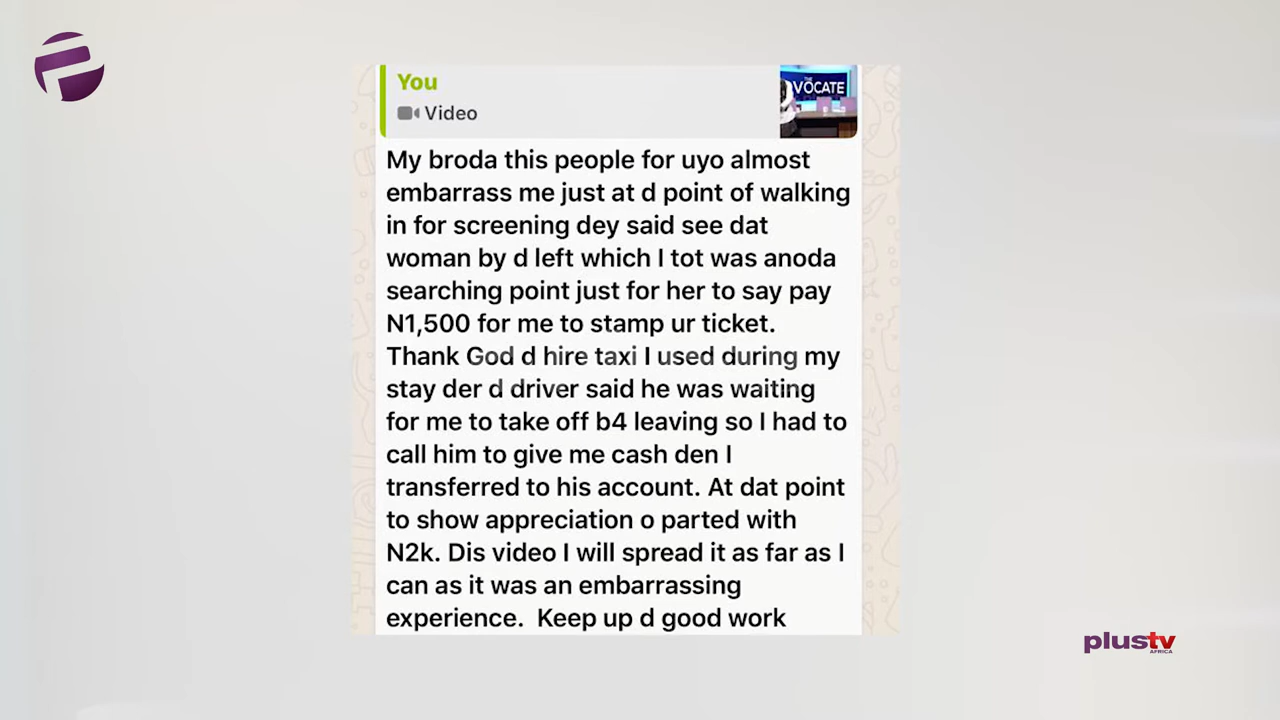 You
Video
THE
VOCATE
My broda this people for uyo almost
embarrass me just at d point of walking
in for screening dey said see dat
woman by d left which I tot was anoda
searching point just for her to say pay
N1,500 for me to stamp ur ticket.
Thank God d hire taxi I used during my
stay der d driver said he was waiting
for me to take off b4 leaving so I had to
call him to give me cash den I
transferred to his account. At dat point
to show appreciation o parted with
N2k. Dis video I will spread it as far as I
can as it was an embarrassing
experience.  Keep up d good work
plustv
AFRICA